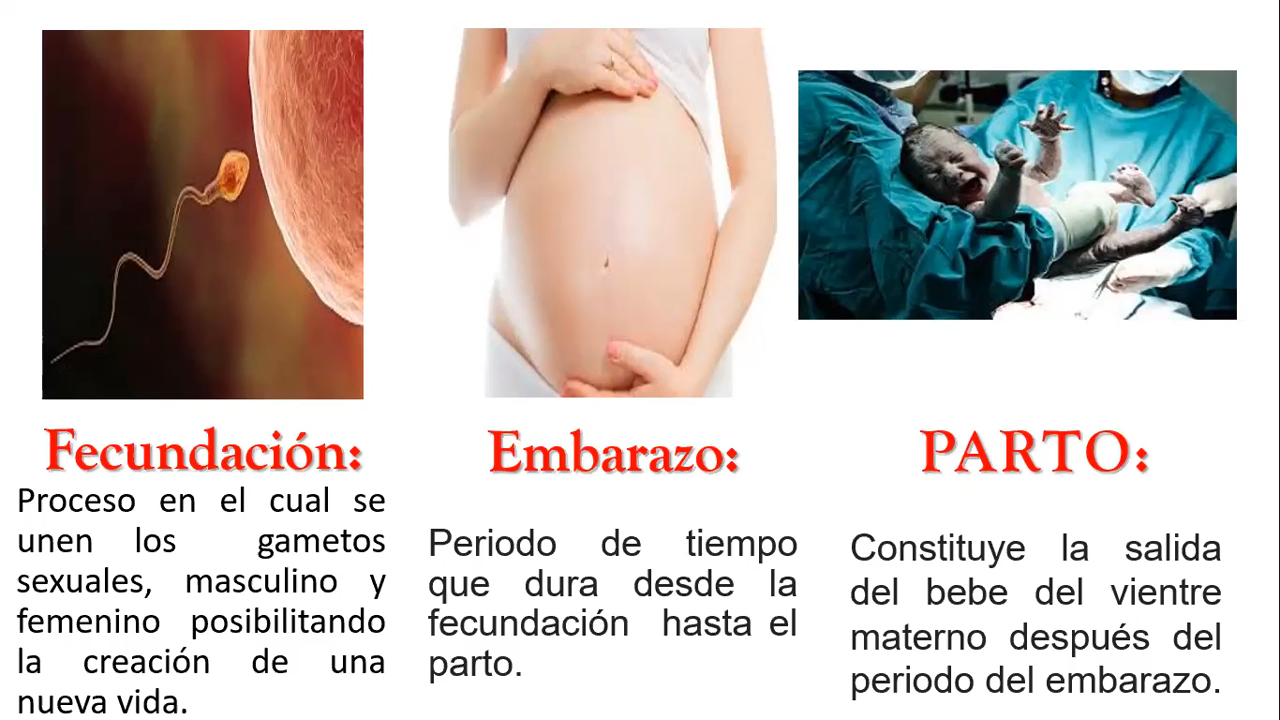 Fecundación:
Proceso en el cual se
unen los gametos
sexuales, masculino y
femenino posibilitando
la creación de una
nueva vida.
Embarazo:
Periodo de tiempo
que dura desde la
fecundación hasta el
parto.
PARTO:
Constituye la salida
del bebe del vientre
materno después del
periodo del embarazo.